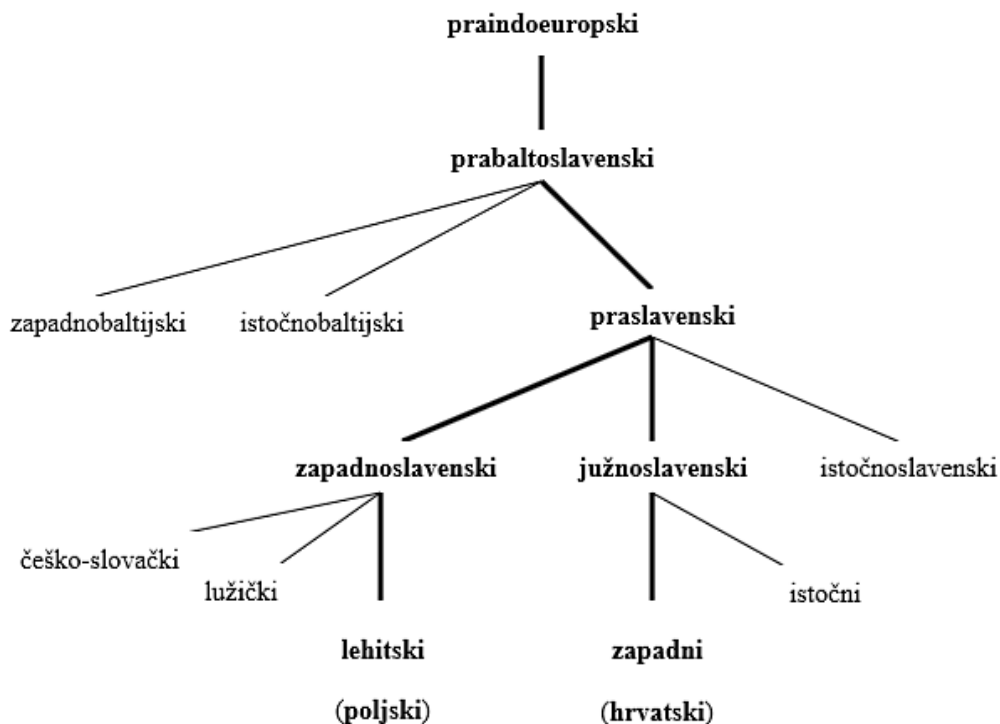 praindoeuropski
prabaltoslavenski
zapadnobaltijski istočnobaltijski praslavenski
zapadnoslavenski južnoslavenski istočnoslavenski
češko-slovački lužički istočni
lehitski zapadni
(poljski) (hrvatski)